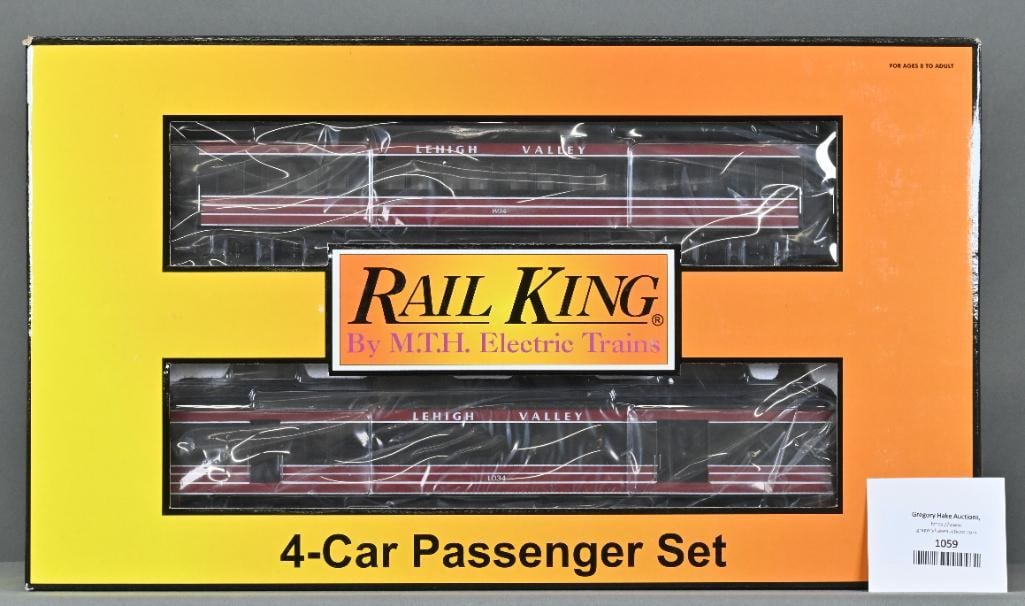 FOR AGES 8 TO ADULT
LEHIGH VALLEY
RAIL KING®
By M.T.H. Electric Trains
LEHIGH VALLEY
1034
4-Car Passenger Set
Gregory Hake Auctions,
1059